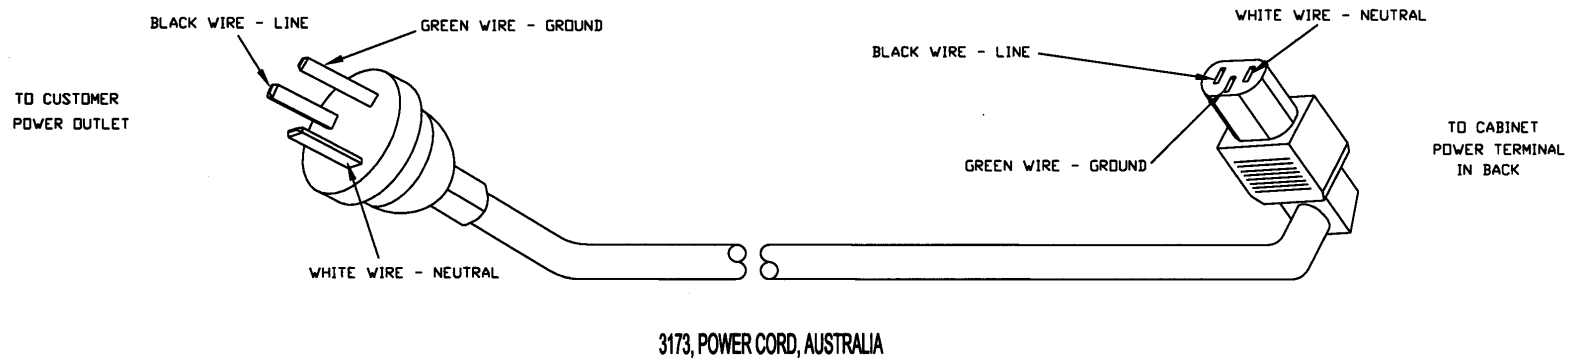 BLACK WIRE - LINE
GREEN WIRE - GROUND
TO CUSTOMER
POWER OUTLET
WHITE WIRE - NEUTRAL
WHITE WIRE - NEUTRAL
BLACK WIRE - LINE
GREEN WIRE - GROUND
TO CABINET
POWER TERMINAL
IN BACK
3173, POWER CORD, AUSTRALIA